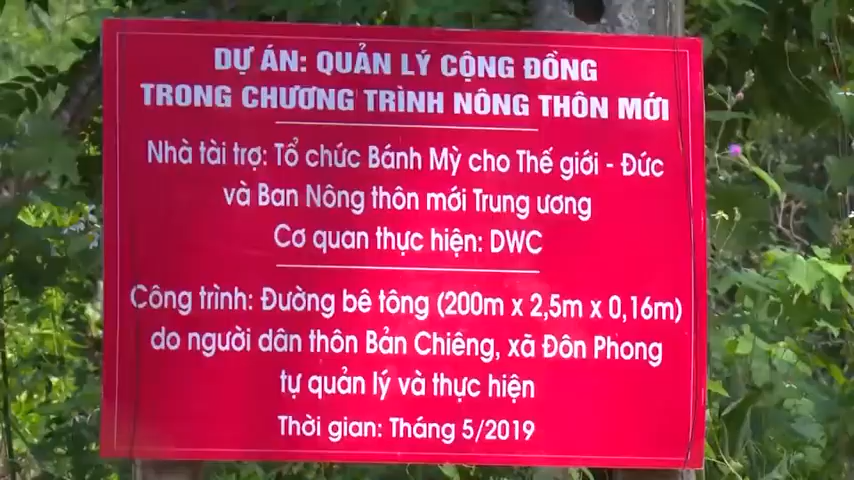 DỰ ÁN: QUẢN LÝ CỘNG ĐỒNG
TRONG CHƯƠNG TRÌNH NÔNG THÔN MỚI
Nhà tài trợ: Tổ chức Bánh Mỳ cho Thế giới - Đức
và Ban Nông thôn mới Trung ương
Cơ quan thực hiện: DWC
Công trình: Đường bê tông (200m x 2,5m x 0,16m)
do người dân thôn Bản Chiêng, xã Đôn Phong
tự quản lý và thực hiện
Thời gian: Tháng 5/2019